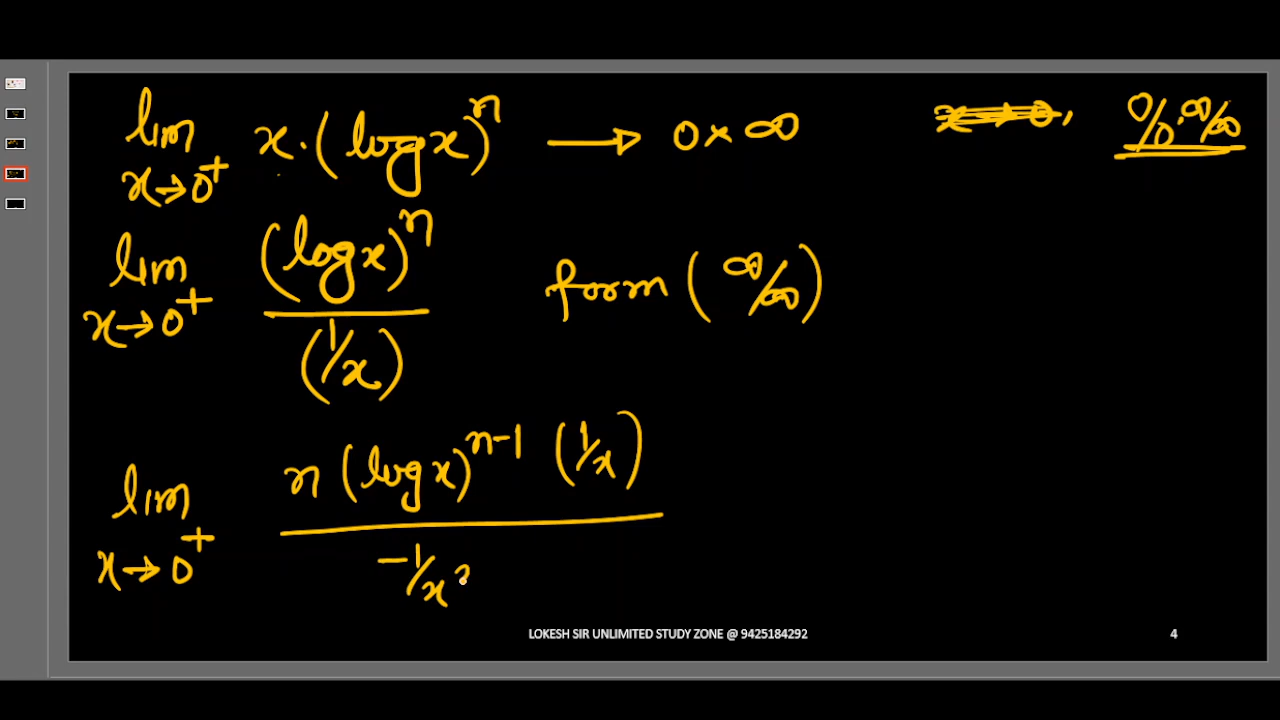 lim x→0⁺ x·(log x)ⁿ → 0 × ∞
0/0, ∞/∞
lim x→0⁺ (log x)ⁿ / (1/x) form (∞/∞)
lim x→0⁺ n (log x)ⁿ⁻¹ (1/x) / -1/x²
LOKESH SIR UNLIMITED STUDY ZONE @ 9425184292
4